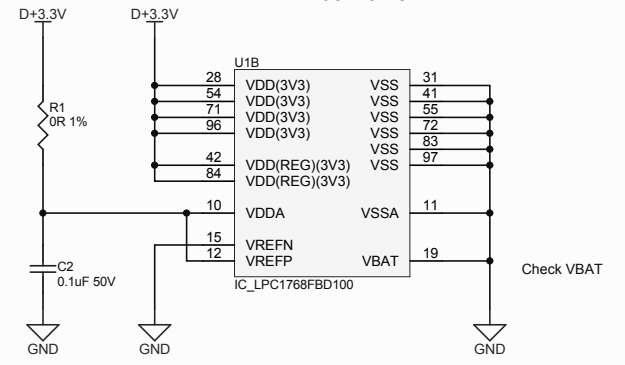 D+3.3V
D+3.3V
U1B
28 VDD(3V3) VSS 31
54 VDD(3V3) VSS 41
71 VDD(3V3) VSS 55
96 VDD(3V3) VSS 72
VSS 83
42 VDD(REG)(3V3) VSS 97
84 VDD(REG)(3V3)
R1
0R 1%
10 VDDA VSSA 11
15 VREFN
12 VREFP VBAT 19
C2
0.1uF 50V
Check VBAT
IC_LPC1768FBD100
GND
GND
GND